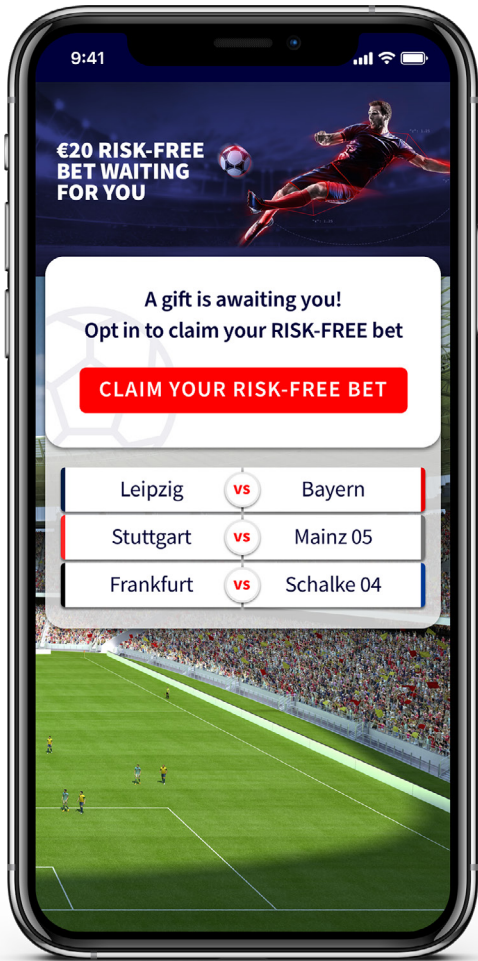 9:41
€20 RISK-FREE
BET WAITING
FOR YOU
A gift is awaiting you!
Opt in to claim your RISK-FREE bet
CLAIM YOUR RISK-FREE BET
Leipzig vs Bayern
Stuttgart vs Mainz 05
Frankfurt vs Schalke 04